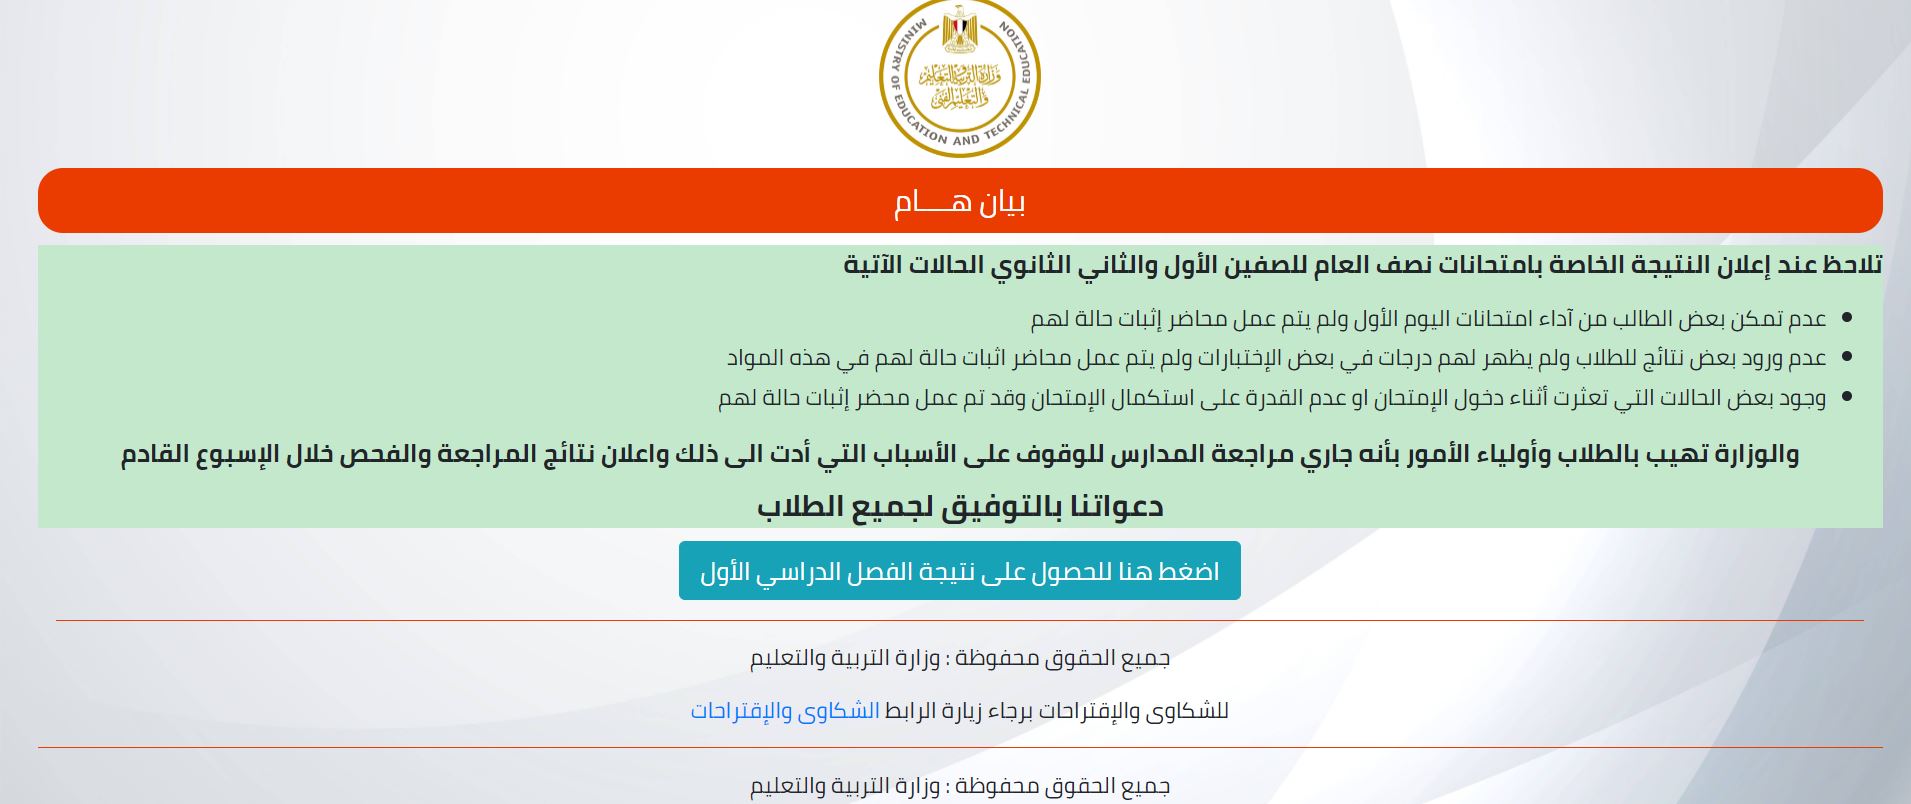 MINISTRY OF EDUCATION AND TECHNICAL EDUCATION
وزارة التربية والتعليم
والتعليم الفني
بيان هــــام
تلاحظ عند إعلان النتيجة الخاصة بامتحانات نصف العام للصفين الأول والثاني الثانوي الحالات الآتية
عدم تمكن بعض الطالب من آداء امتحانات اليوم الأول ولم يتم عمل محاضر إثبات حالة لهم
عدم ورود بعض نتائج للطلاب ولم يظهر لهم درجات في بعض الإختبارات ولم يتم عمل محاضر اثبات حالة لهم في هذه المواد
وجود بعض الحالات التي تعثرت أثناء دخول الإمتحان او عدم القدرة على استكمال الإمتحان وقد تم عمل محضر إثبات حالة لهم
والوزارة تهيب بالطلاب وأولياء الأمور بأنه جاري مراجعة المدارس للوقوف على الأسباب التي أدت الى ذلك واعلان نتائج المراجعة والفحص خلال الإسبوع القادم
دعواتنا بالتوفيق لجميع الطلاب
اضغط هنا للحصول على نتيجة الفصل الدراسي الأول
جميع الحقوق محفوظة : وزارة التربية والتعليم
للشكاوى والإقتراحات برجاء زيارة الرابط الشكاوى والإقتراحات
جميع الحقوق محفوظة : وزارة التربية والتعليم